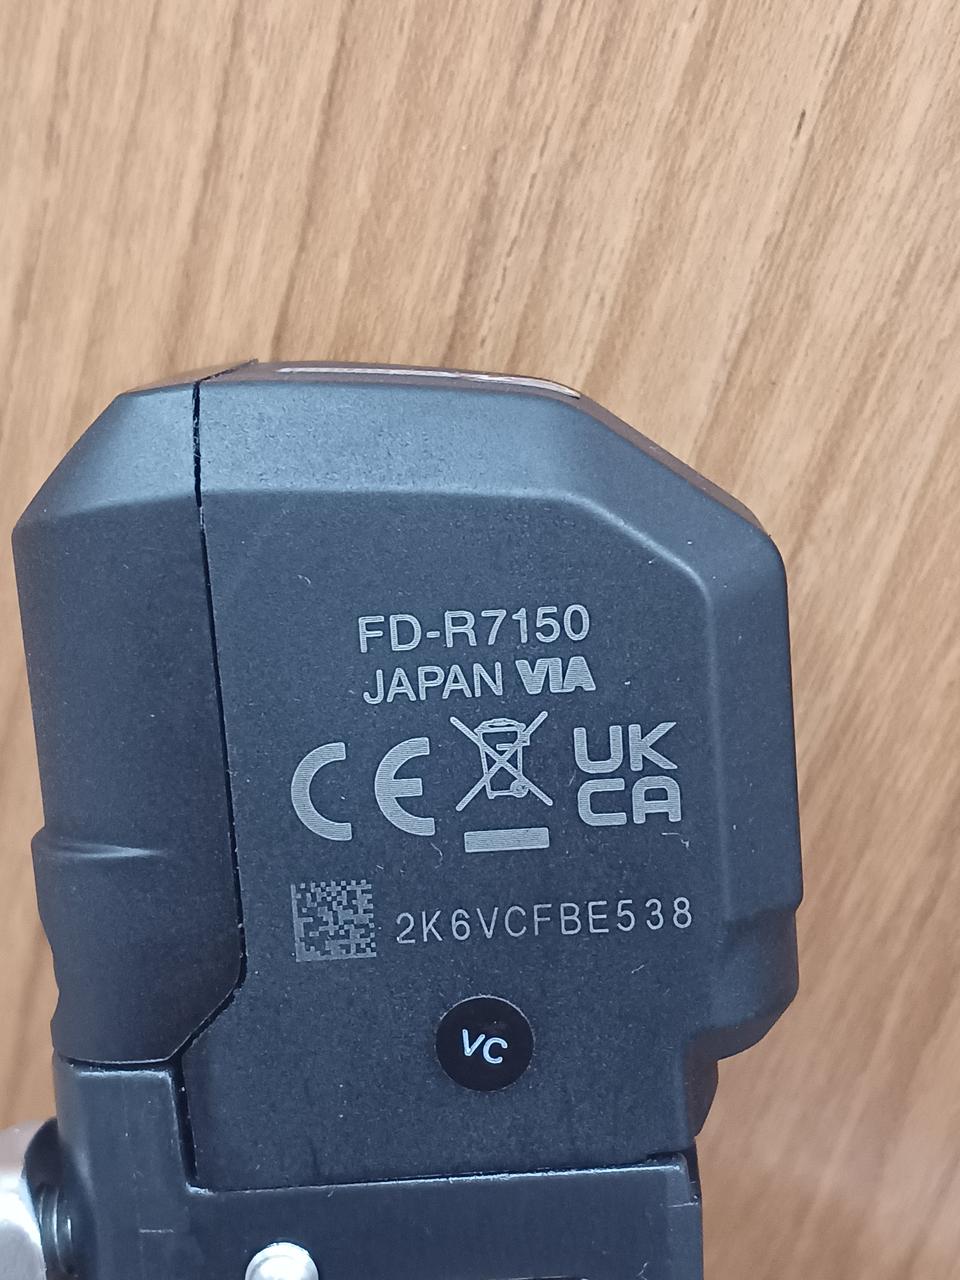 FD-R7150
JAPAN VIA
CE
UK
CA
2K6VCFBE538
VC